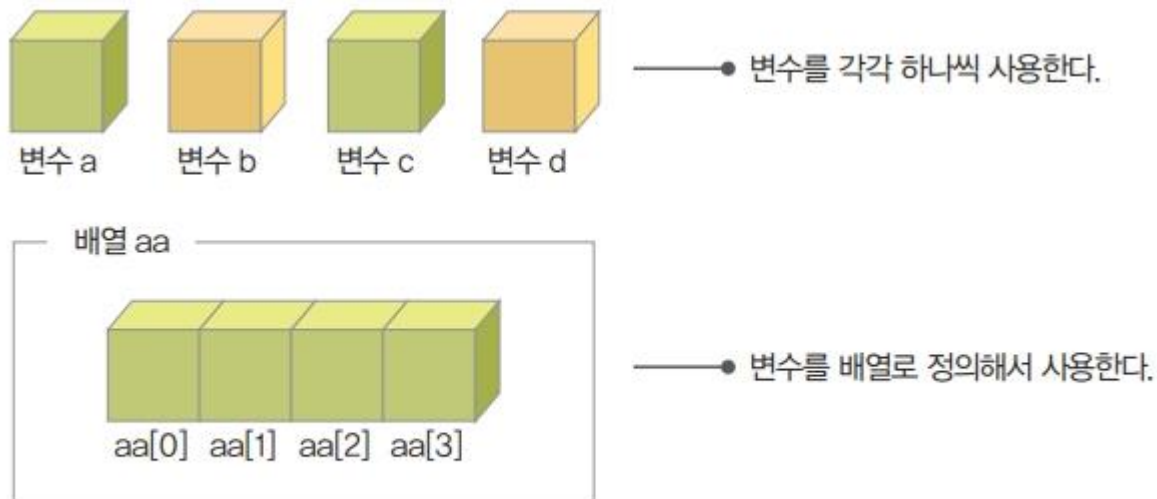 변수를 각각 하나씩 사용한다.
변수 a 변수 b 변수 c 변수 d
배열 aa
변수를 배열로 정의해서 사용한다.
aa[0] aa[1] aa[2] aa[3]